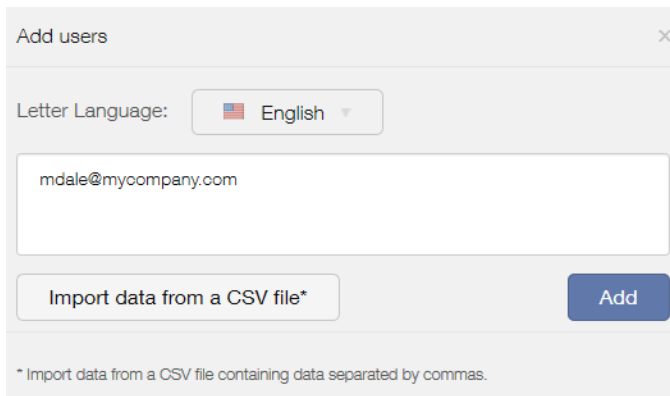 Add users
Letter Language: English
mdale@mycompany.com
Import data from a CSV file* Add
* Import data from a CSV file containing data separated by commas.